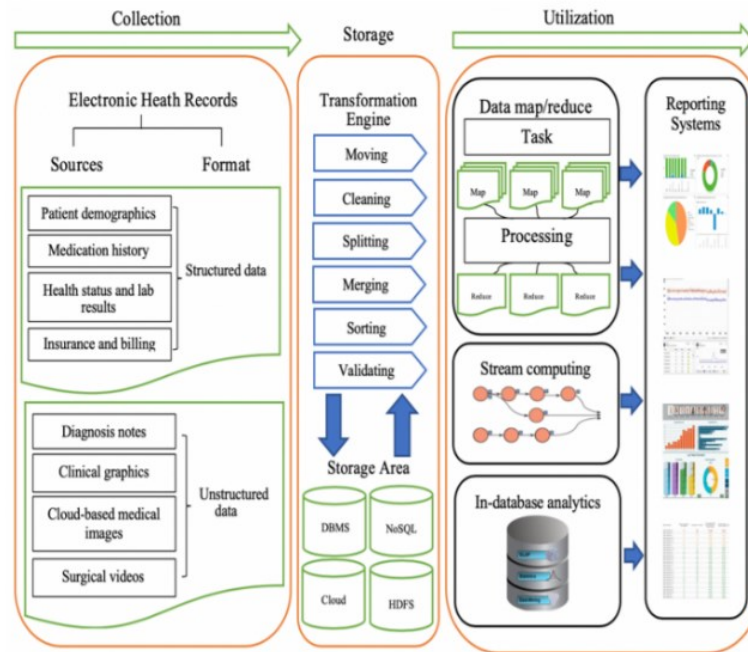 Collection
Storage
Utilization
Electronic Heath Records
Sources
Format
Patient demographics
Medication history
Health status and lab
results
Insurance and billing
Structured data
Diagnosis notes
Clinical graphics
Cloud-based medical
images
Surgical videos
Unstructured
data
Transformation
Engine
Moving
Cleaning
Splitting
Merging
Sorting
Validating
Storage Area
DBMS
NoSQL
Cloud
HDFS
Data map/reduce
Task
Map
Map
Map
Processing
Reduce
Reduce
Reduce
Stream computing
In-database analytics
Reporting
Systems